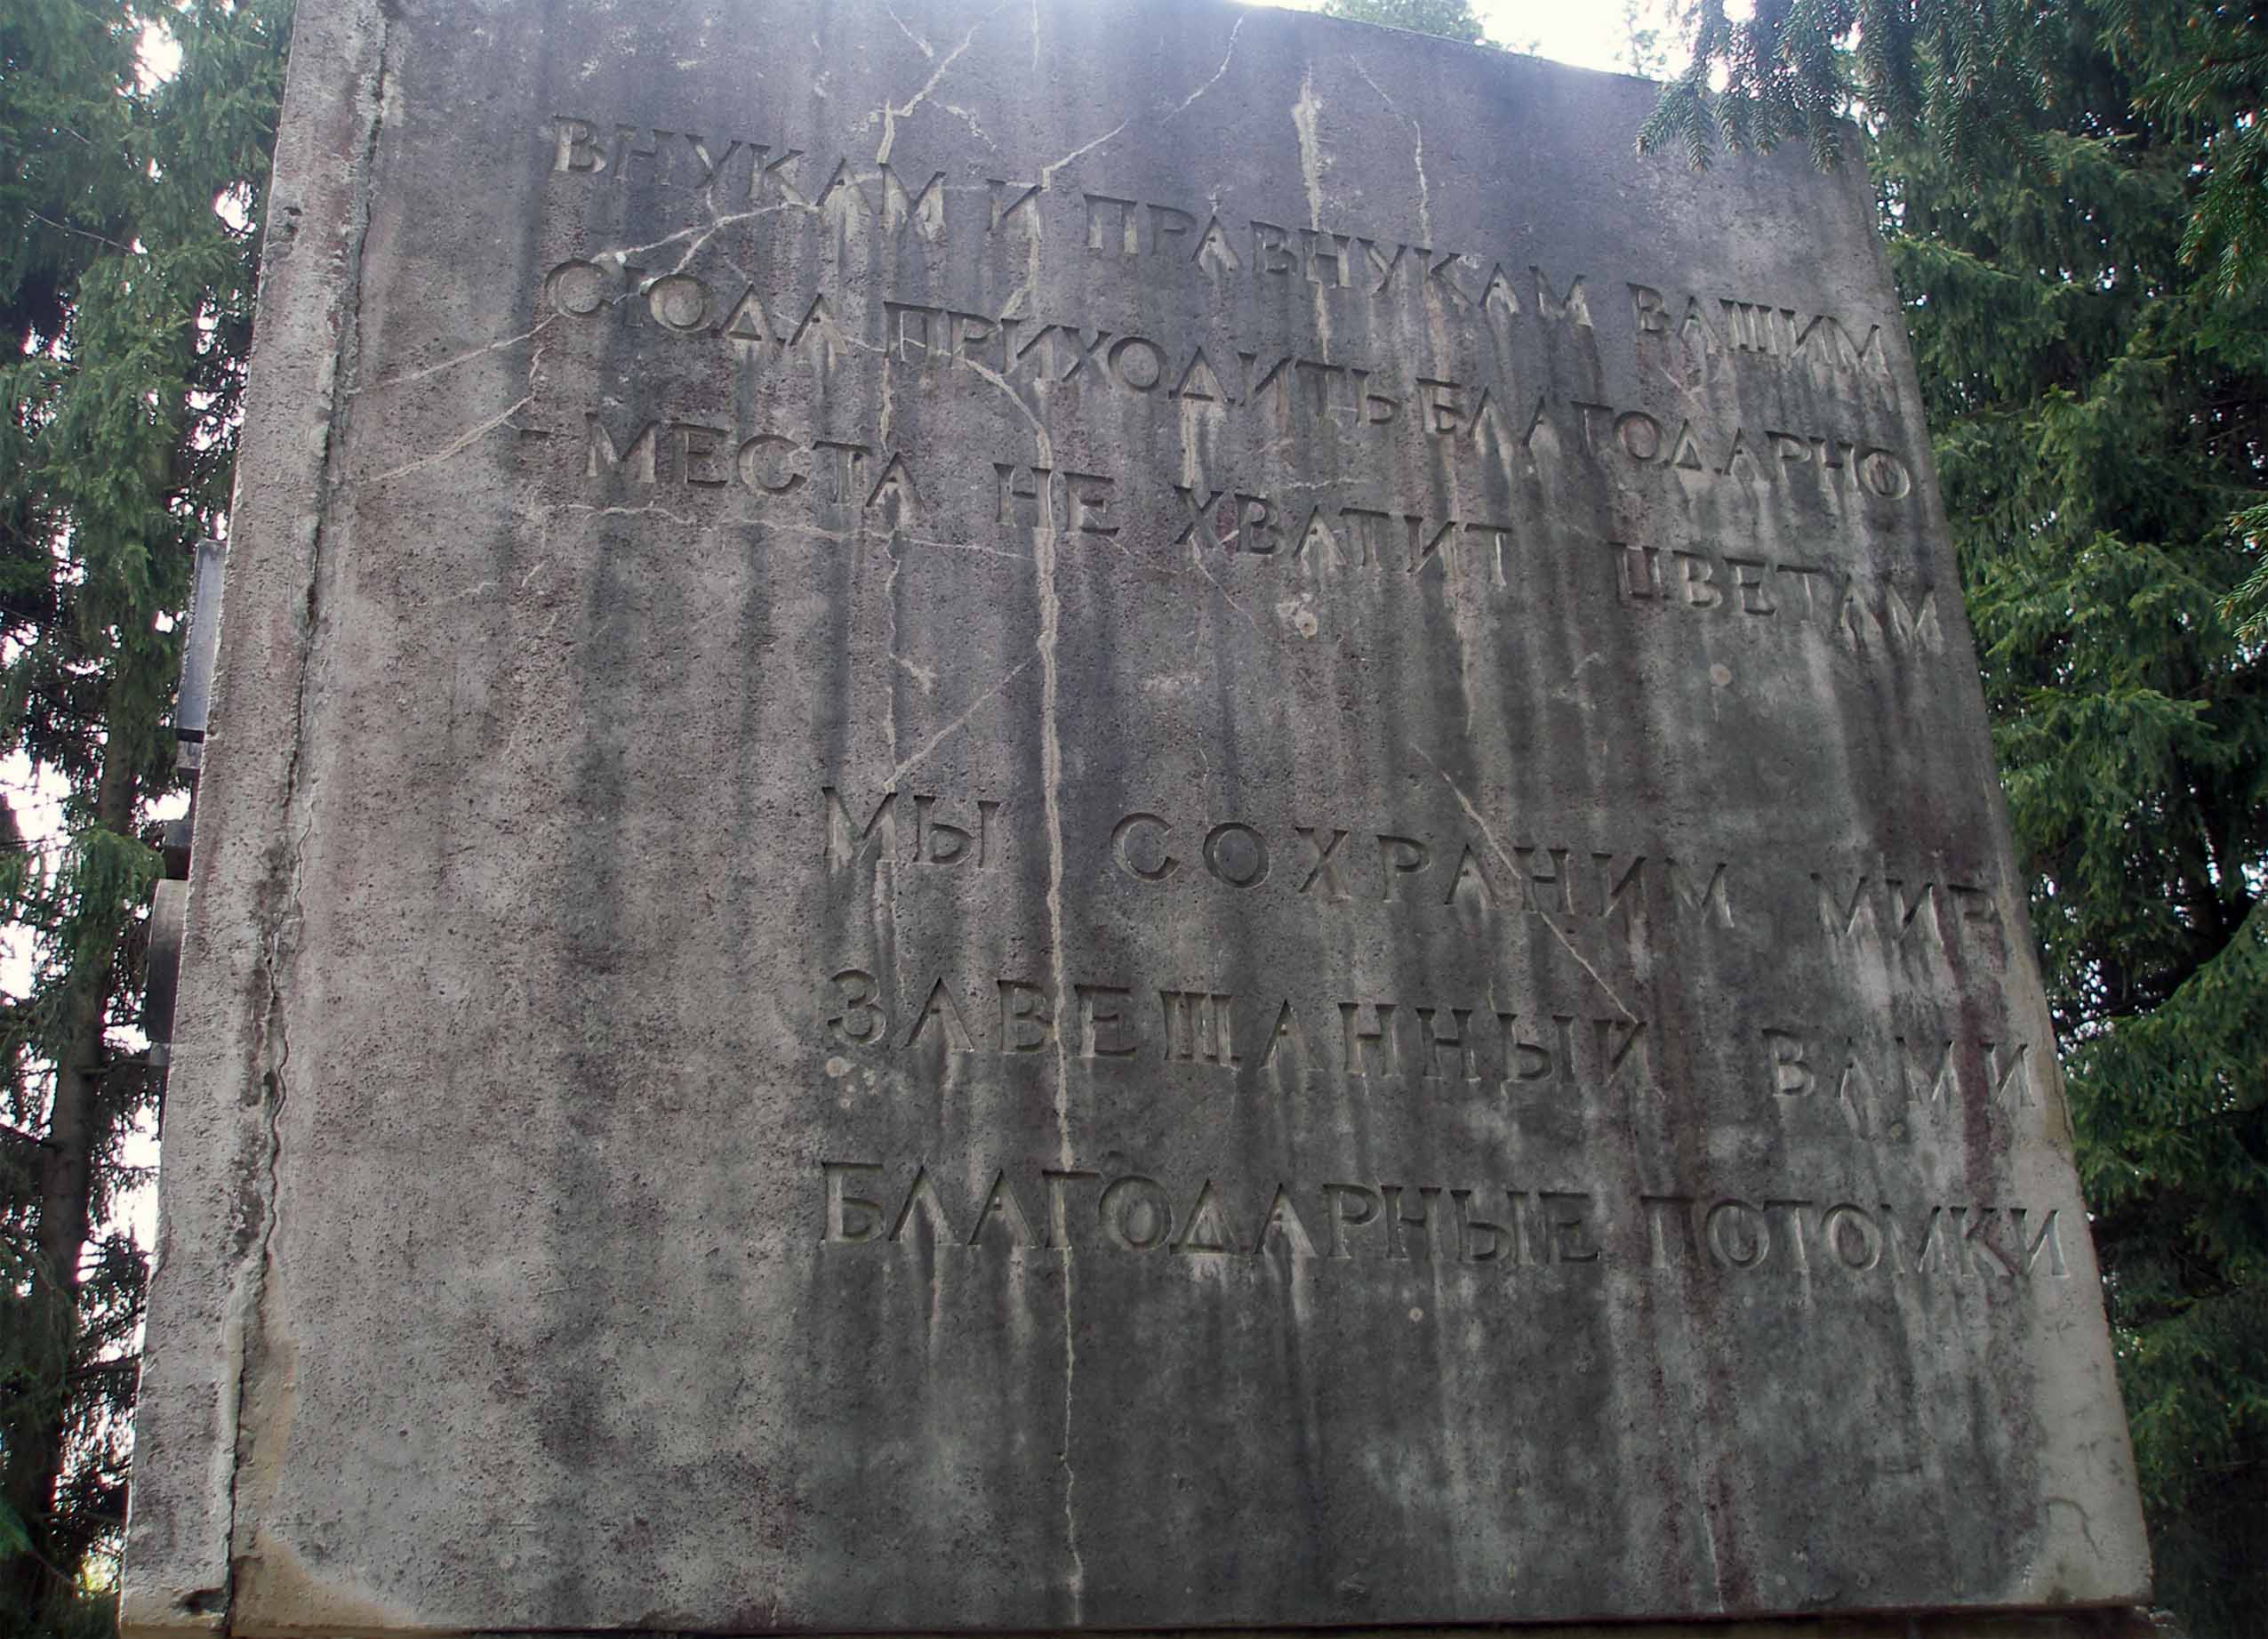 ВНУКАМ И ПРАВНУКАМ ВАШИМ
СЮДА ПРИХОДИТЬ БЛАГОДАРНО
- МЕСТА НЕ ХВАТИТ ЦВЕТАМ
МЫ СОХРАНИМ МИР
ЗАВЕЩАННЫЙ ВАМИ
БЛАГОДАРНЫЕ ПОТОМКИ